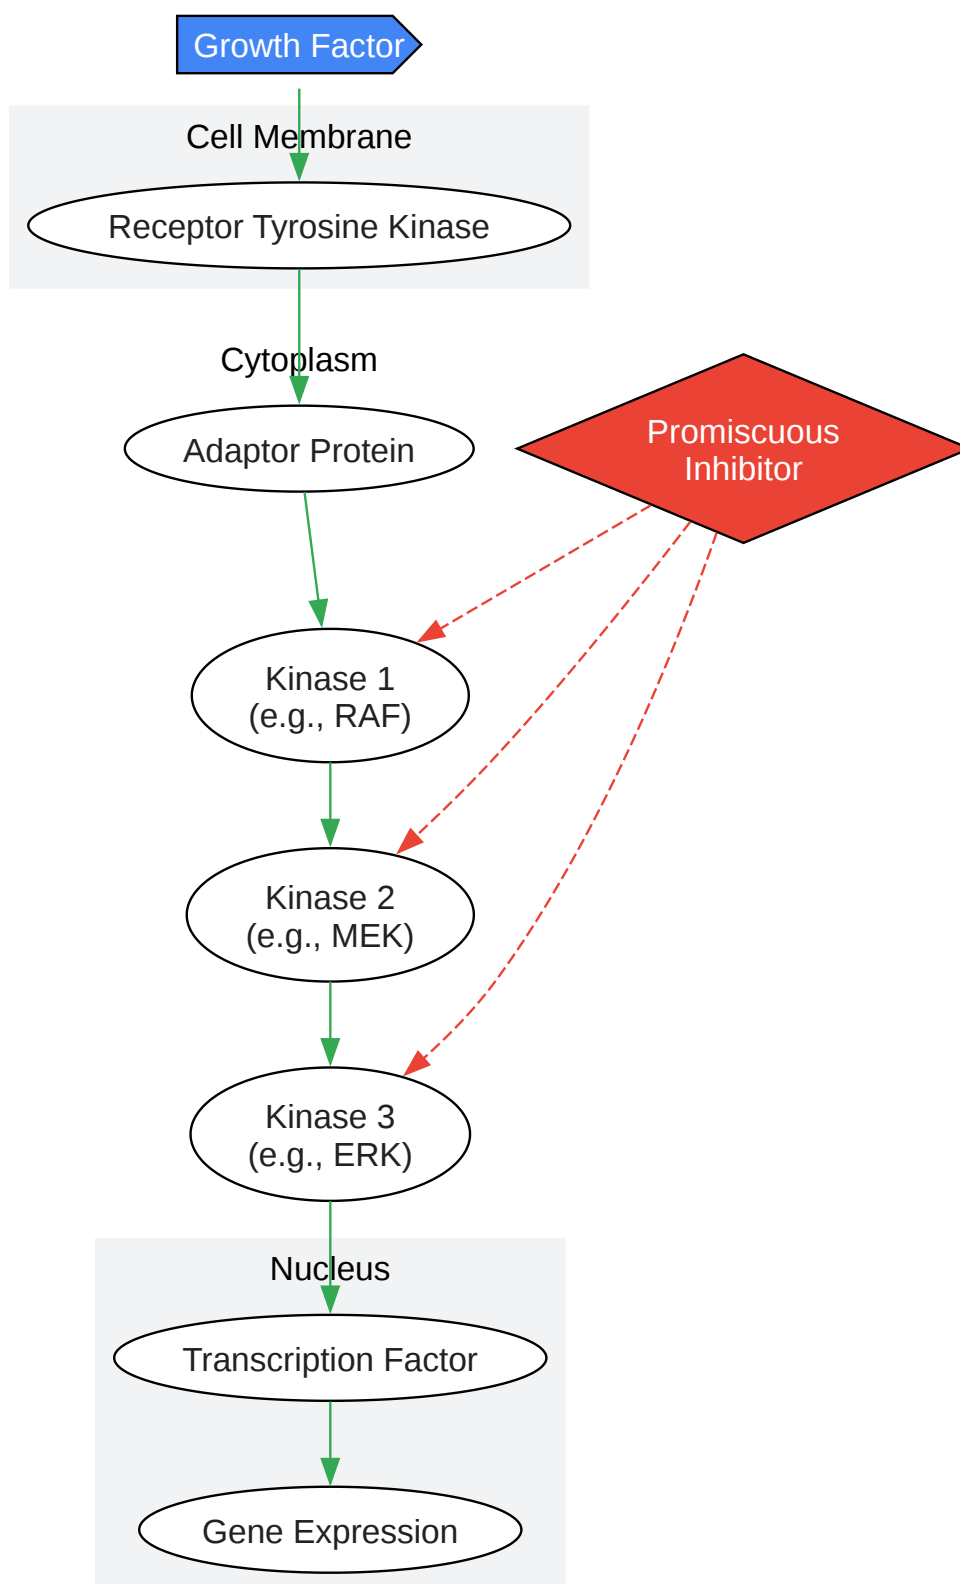 Growth Factor
Cell Membrane
Receptor Tyrosine Kinase
Cytoplasm
Adaptor Protein
Promiscuous
Inhibitor
Kinase 1
(e.g., RAF)
Kinase 2
(e.g., MEK)
Kinase 3
(e.g., ERK)
Nucleus
Transcription Factor
Gene Expression